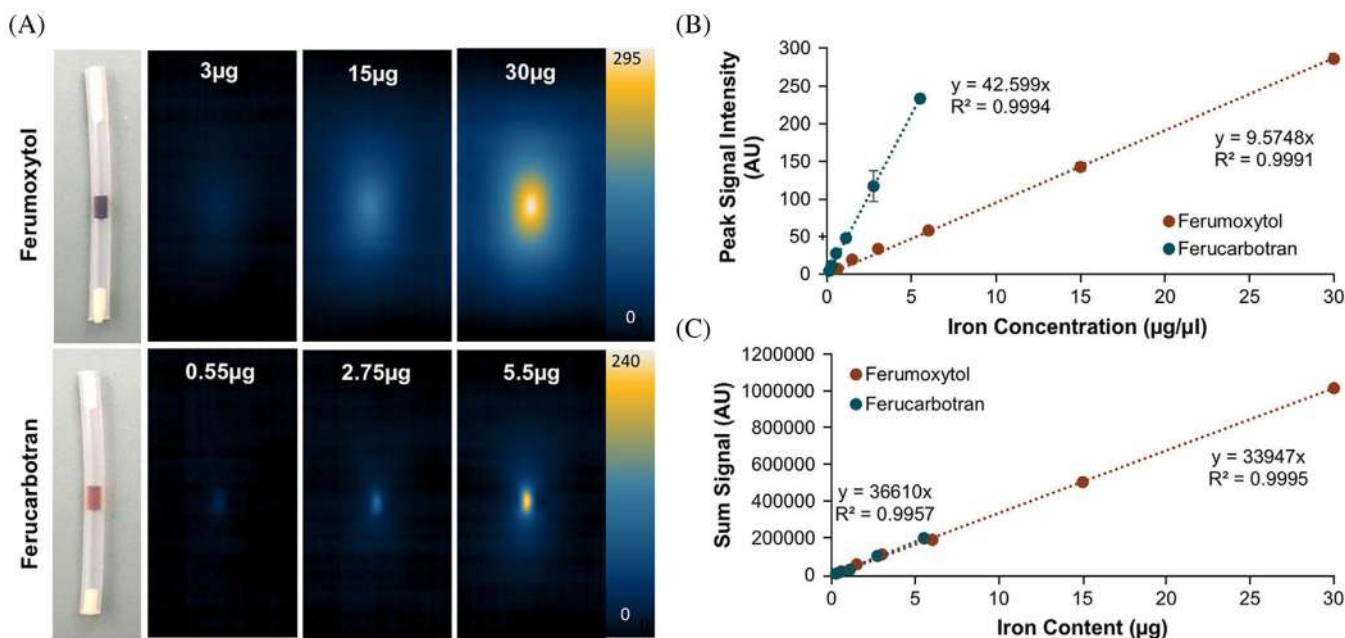 (A)
Ferumoxytol
3µg
15µg
30µg
295
0
Ferucarbotran
0.55µg
2.75µg
5.5µg
240
0
(B)
Peak Signal Intensity
(AU)
300
250
200
150
100
50
0
y = 42.599x
R² = 0.9994
y = 9.5748x
R² = 0.9991
Ferumoxytol
Ferucarbotran
0 5 10 15 20 25 30
Iron Concentration (µg/µl)
(C)
Sum Signal (AU)
1200000
1000000
800000
600000
400000
200000
0
Ferumoxytol
Ferucarbotran
y = 36610x
R² = 0.9957
y = 33947x
R² = 0.9995
0 5 10 15 20 25 30
Iron Content (µg)